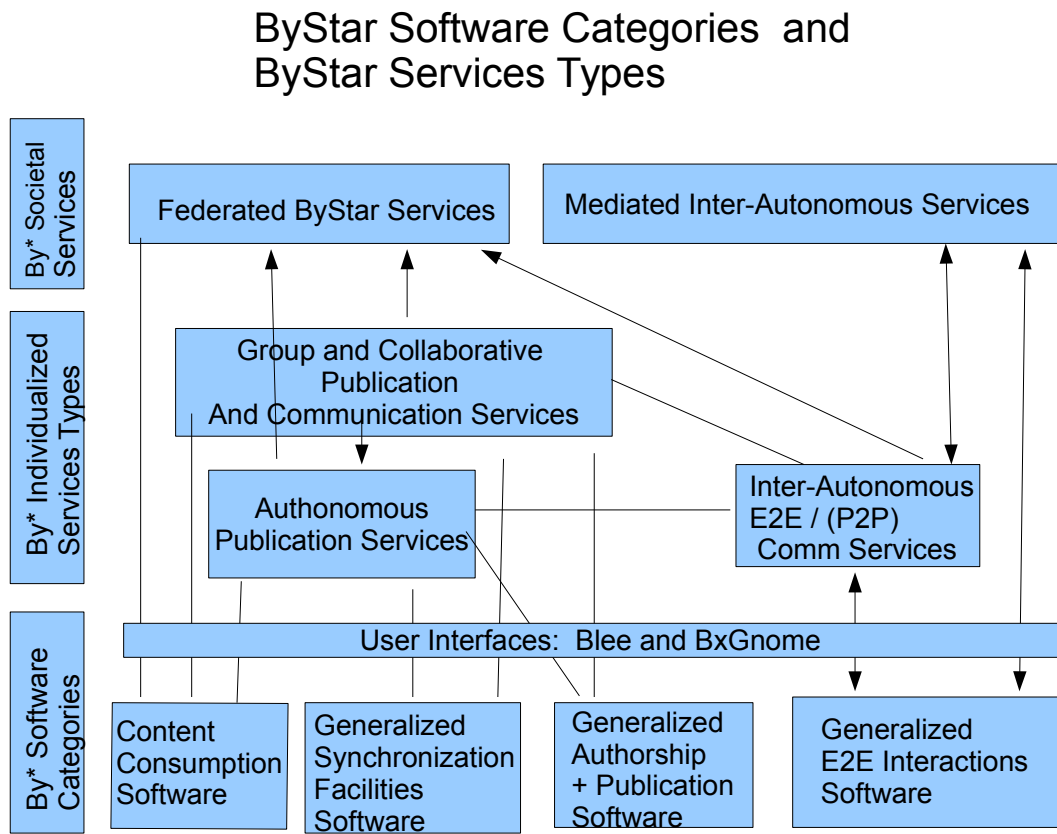 ByStar Software Categories and
ByStar Services Types
By* Societal
Services
Federated ByStar Services
Mediated Inter-Autonomous Services
By* Individualized
Services Types
Group and Collaborative
Publication
And Communication Services
Authonomous
Publication Services
Inter-Autonomous
E2E / (P2P)
Comm Services
By* Software
Categories
User Interfaces: Blee and BxGnome
Content
Consumption
Software
Generalized
Synchronization
Facilities
Software
Generalized
Authorship
+ Publication
Software
Generalized
E2E Interactions
Software